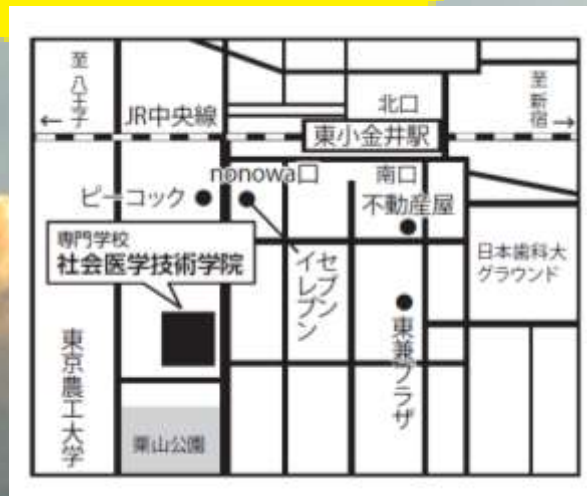 至 八王子
←
JR中央線
北口
至 新宿
→
東小金井駅
nonowa口
南口
ピーコック
不動産屋
専門学校
社会医学技術学院
セブン
イレブン
日本歯科大
グラウンド
東京農工大学
東兼プラザ
栗山公園